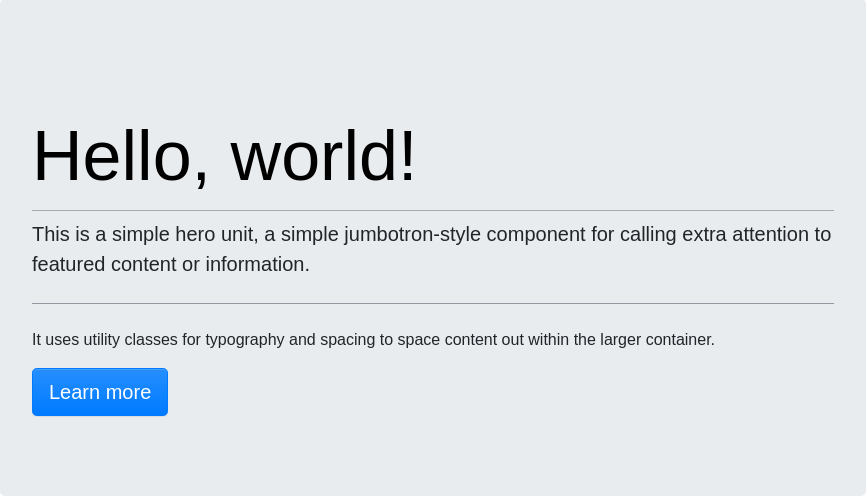 Hello, world!
This is a simple hero unit, a simple jumbotron-style component for calling extra attention to
featured content or information.
It uses utility classes for typography and spacing to space content out within the larger container.
Learn more